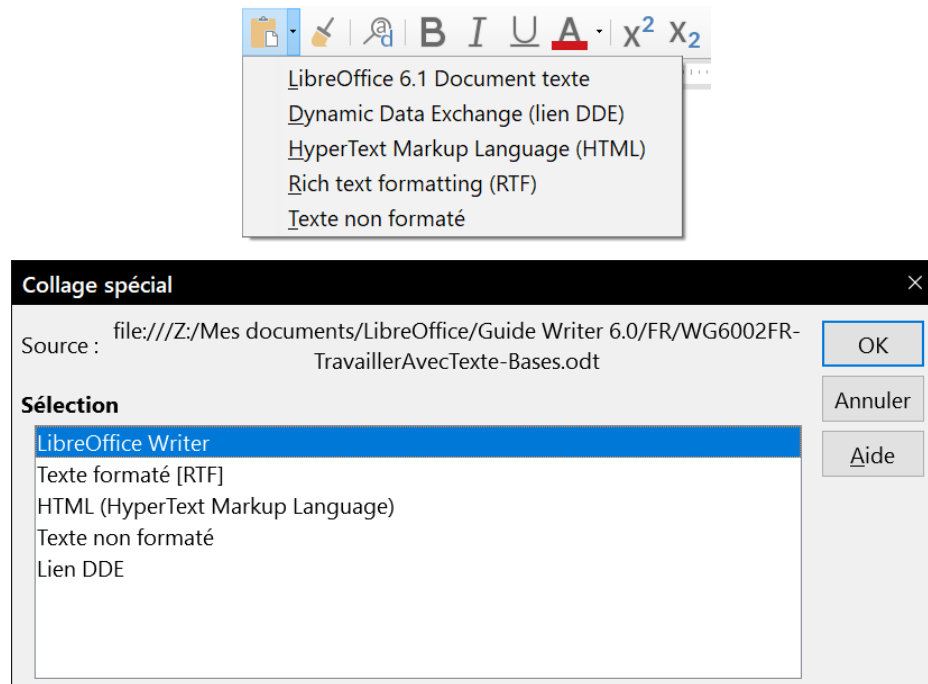 B I U A x² x₂
LibreOffice 6.1 Document texte
Dynamic Data Exchange (lien DDE)
HyperText Markup Language (HTML)
Rich text formatting (RTF)
Texte non formaté
Collage spécial
Source : file:///Z:/Mes documents/LibreOffice/Guide Writer 6.0/FR/WG6002FR-
TravaillerAvecTexte-Bases.odt
OK
Sélection
Annuler
LibreOffice Writer
Aide
Texte formaté [RTF]
HTML (HyperText Markup Language)
Texte non formaté
Lien DDE